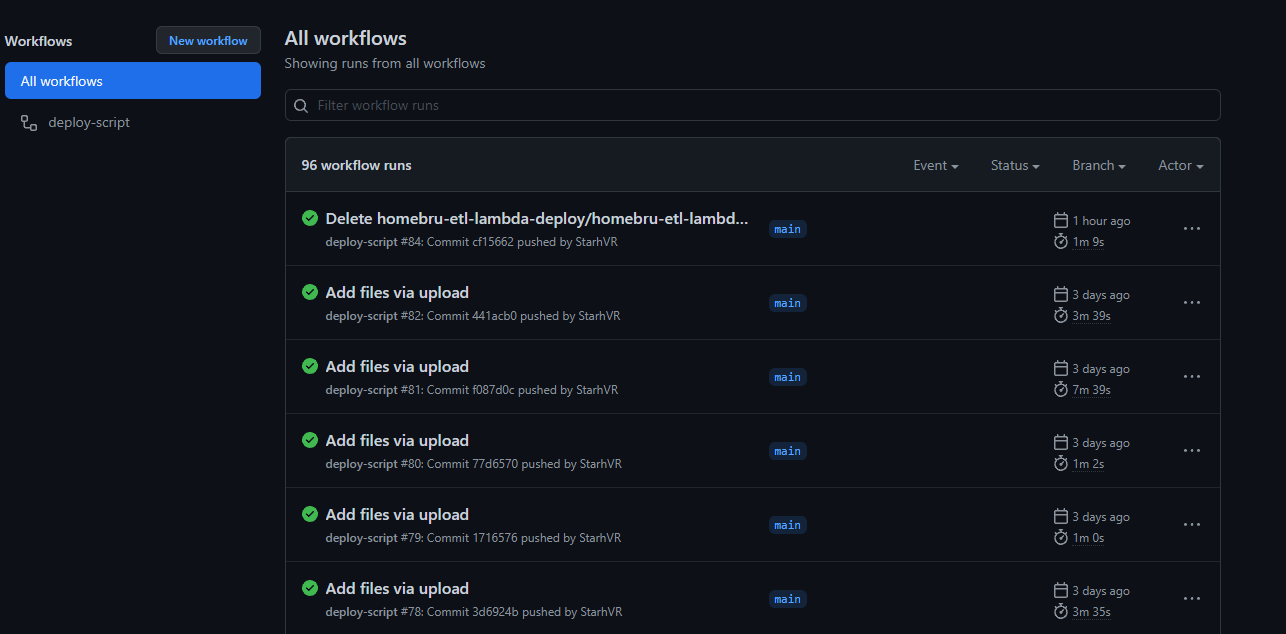 Workflows
New workflow
All workflows
deploy-script
All workflows
Showing runs from all workflows
Filter workflow runs
96 workflow runs
Event
Status
Branch
Actor
Delete homebru-etl-lambda-deploy/homebru-etl-lambd...
deploy-script #84: Commit cf15662 pushed by StarhVR
main
1 hour ago
1m 9s
Add files via upload
deploy-script #82: Commit 441acb0 pushed by StarhVR
main
3 days ago
3m 39s
Add files via upload
deploy-script #81: Commit f087d0c pushed by StarhVR
main
3 days ago
7m 39s
Add files via upload
deploy-script #80: Commit 77d6570 pushed by StarhVR
main
3 days ago
1m 2s
Add files via upload
deploy-script #79: Commit 1716576 pushed by StarhVR
main
3 days ago
1m 0s
Add files via upload
deploy-script #78: Commit 3d6924b pushed by StarhVR
main
3 days ago
3m 35s